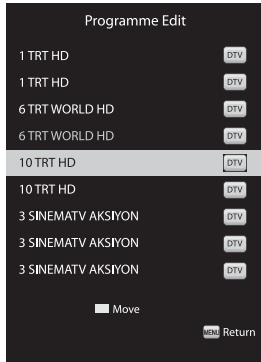 Programme Edit
1 TRT HD DTV
1 TRT HD DTV
6 TRT WORLD HD DTV
6 TRT WORLD HD DTV
10 TRT HD DTV
10 TRT HD DTV
3 SINEMATV AKSIYON DTV
3 SINEMATV AKSIYON DTV
3 SINEMATV AKSIYON DTV
Move
MENU Return